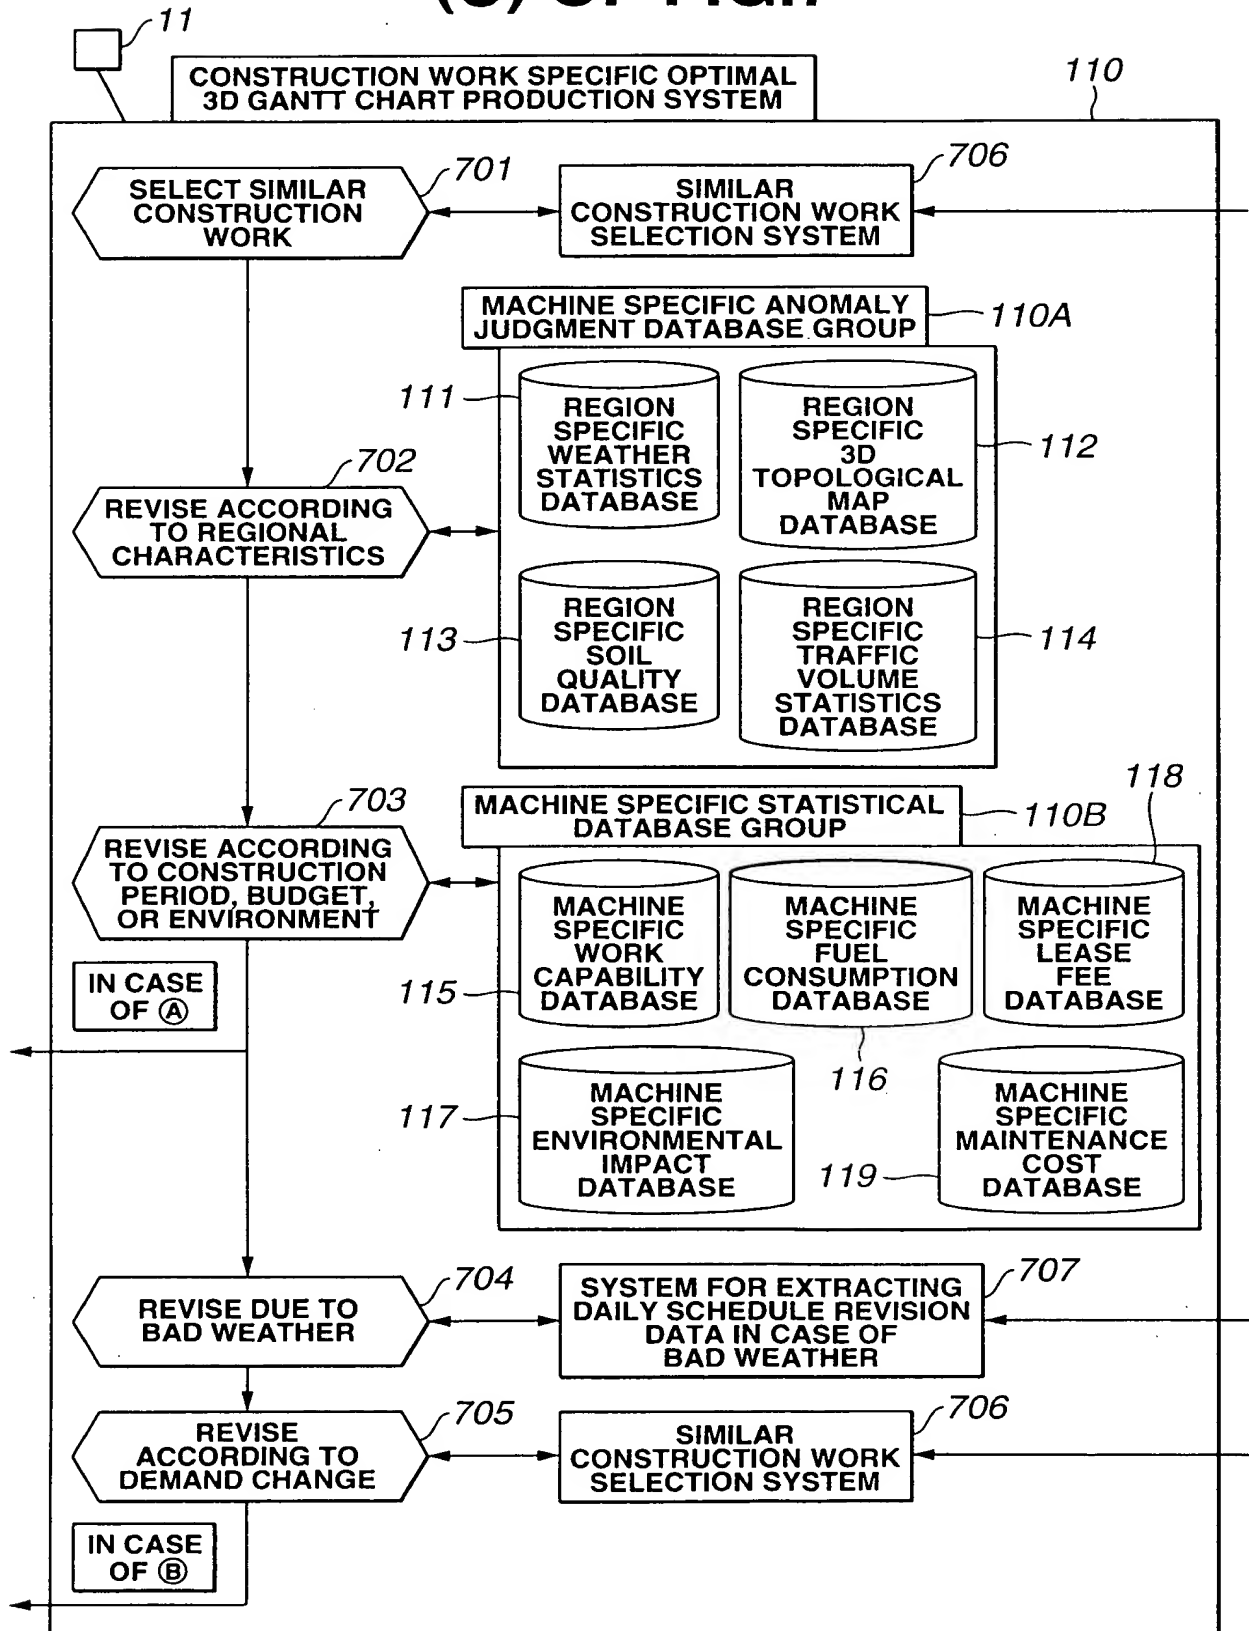 11
CONSTRUCTION WORK SPECIFIC OPTIMAL
3D GANTT CHART PRODUCTION SYSTEM
110
701
SELECT SIMILAR
CONSTRUCTION
WORK
706
SIMILAR
CONSTRUCTION WORK
SELECTION SYSTEM
MACHINE SPECIFIC ANOMALY
JUDGMENT DATABASE GROUP
110A
111
REGION
SPECIFIC
WEATHER
STATISTICS
DATABASE
REGION
SPECIFIC
3D
TOPOLOGICAL
MAP
DATABASE
112
702
REVISE ACCORDING
TO REGIONAL
CHARACTERISTICS
113
REGION
SPECIFIC
SOIL
QUALITY
DATABASE
REGION
SPECIFIC
TRAFFIC
VOLUME
STATISTICS
DATABASE
114
703
REVISE ACCORDING
TO CONSTRUCTION
PERIOD, BUDGET,
OR ENVIRONMENT
MACHINE SPECIFIC STATISTICAL
DATABASE GROUP
110B
118
115
MACHINE
SPECIFIC
WORK
CAPABILITY
DATABASE
MACHINE
SPECIFIC
FUEL
CONSUMPTION
DATABASE
116
MACHINE
SPECIFIC
LEASE
FEE
DATABASE
IN CASE
OF Ⓐ
117
MACHINE
SPECIFIC
ENVIRONMENTAL
IMPACT
DATABASE
119
MACHINE
SPECIFIC
MAINTENANCE
COST
DATABASE
704
REVISE DUE TO
BAD WEATHER
707
SYSTEM FOR EXTRACTING
DAILY SCHEDULE REVISION
DATA IN CASE OF
BAD WEATHER
705
REVISE
ACCORDING TO
DEMAND CHANGE
706
SIMILAR
CONSTRUCTION WORK
SELECTION SYSTEM
IN CASE
OF Ⓑ